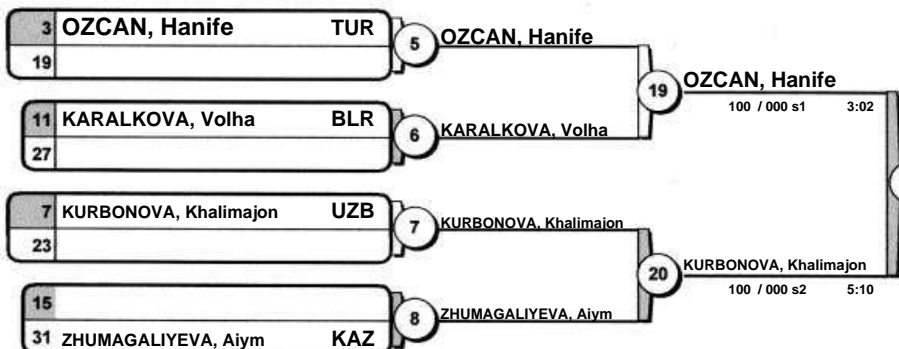 3 OZCAN, Hanife TUR
19
5
OZCAN, Hanife
11 KARALKOVA, Volha BLR
27
6
KARALKOVA, Volha
19
OZCAN, Hanife
100 / 000 s1 3:02
7 KURBONOVA, Khalimajon UZB
23
7
KURBONOVA, Khalimajon
15
31 ZHUMAGALIYEVA, Aiym KAZ
8
ZHUMAGALIYEVA, Aiym
20
KURBONOVA, Khalimajon
100 / 000 s2 5:10